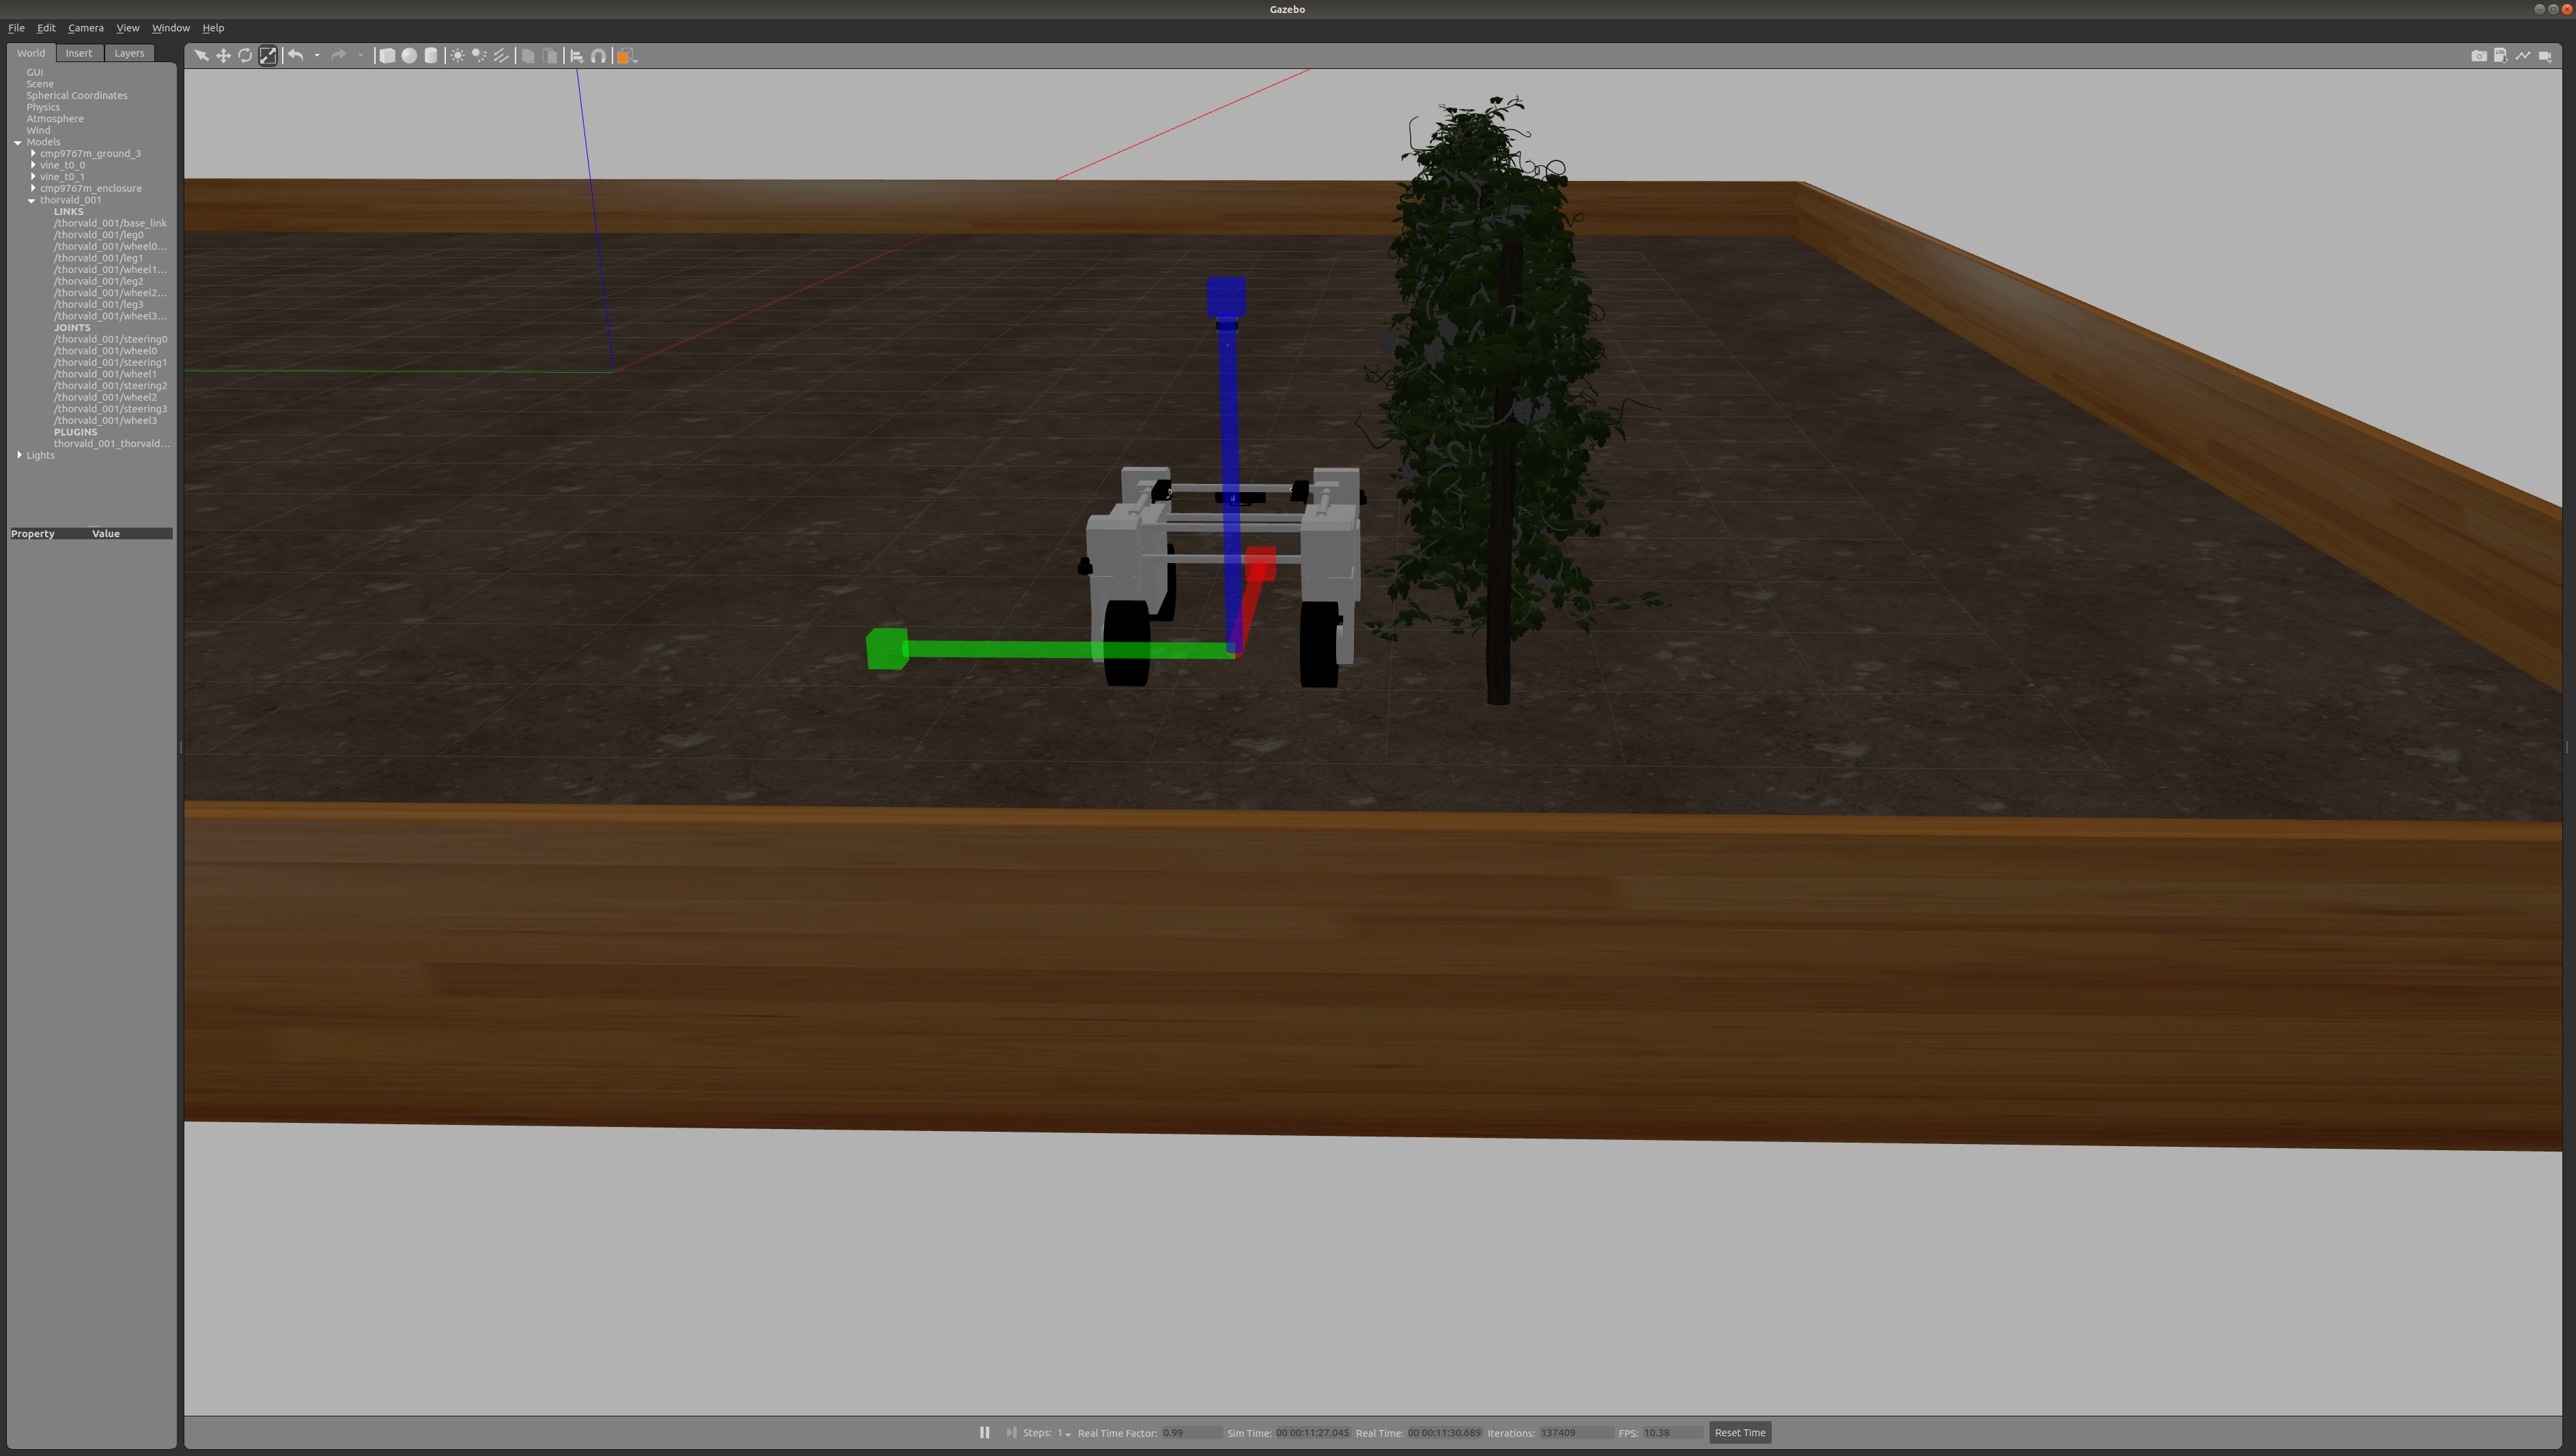 Gazebo
File Edit Camera View Window Help
World Insert Layers
GUI
Scene
Spherical Coordinates
Physics
Atmosphere
Wind
Models
cmp9767m_ground_3
vine_t0_0
vine_t0_1
cmp9767m_enclosure
thorvald_001
LINKS
/thorvald_001/base_link
/thorvald_001/leg0
/thorvald_001/wheel0...
/thorvald_001/leg1
/thorvald_001/wheel1...
/thorvald_001/leg2
/thorvald_001/wheel2...
/thorvald_001/leg3
/thorvald_001/wheel3...
JOINTS
/thorvald_001/steering0
/thorvald_001/wheel0
/thorvald_001/steering1
/thorvald_001/wheel1
/thorvald_001/steering2
/thorvald_001/wheel2
/thorvald_001/steering3
/thorvald_001/wheel3
PLUGINS
thorvald_001_thorvald...
Lights
Property Value
Steps: 1 Real Time Factor: 0.99 Sim Time: 00 00:11:27.045 Real Time: 00 00:11:30.689 Iterations: 137409 FPS: 10.38 Reset Time